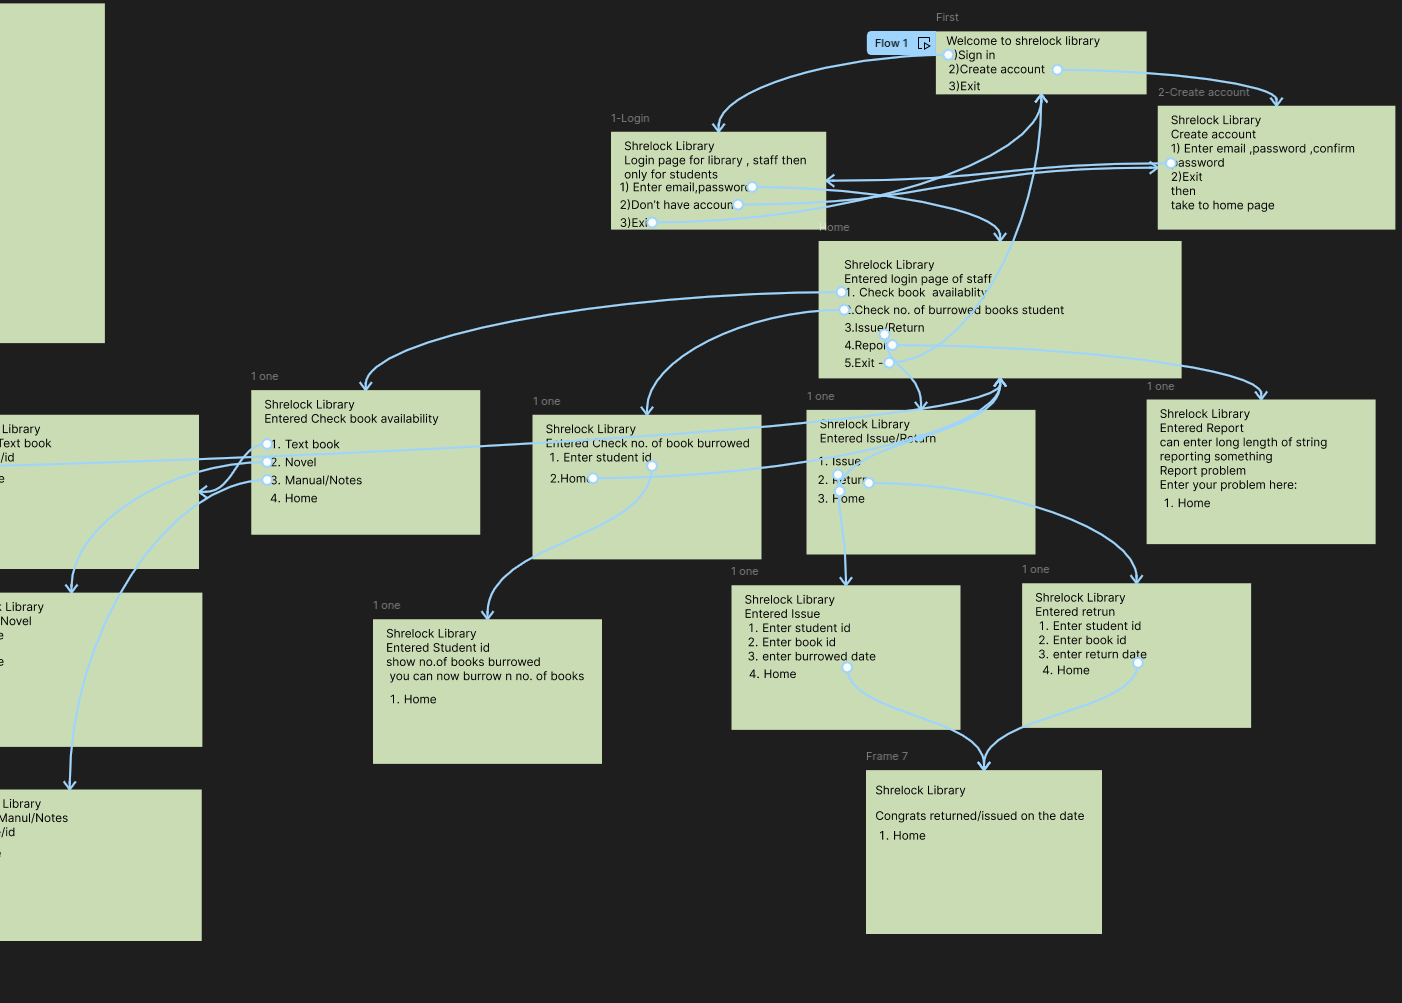 First
Flow 1
Welcome to shrelock library
)Sign in
2)Create account
3)Exit
2-Create account
Shrelock Library
Create account
1) Enter email ,password ,confirm
assword
2)Exit
then
take to home page
1-Login
Shrelock Library
Login page for library , staff then
only for students
1) Enter email,password
2)Don't have accoun
3)Exi
Home
Shrelock Library
Entered login page of staff
1. Check book availablity
.Check no. of burrowed books student
3.Issue/Return
4.Repor
5.Exit -
1 one
Shrelock Library
Entered Check book availability
1. Text book
2. Novel
3. Manual/Notes
4. Home
1 one
Shrelock Library
Entered Check no. of book burrowed
1. Enter student id
2.Home
1 one
Shrelock Library
Entered Issue/Return
1. Issue
2. Return
3. Home
1 one
Shrelock Library
Entered Report
can enter long length of string
reporting something
Report problem
Enter your problem here:
1. Home
Library
Text book
/id
e
k Library
Novel
e
e
Library
Manul/Notes
/id
1 one
Shrelock Library
Entered Student id
show no.of books burrowed
you can now burrow n no. of books
1. Home
1 one
Shrelock Library
Entered Issue
1. Enter student id
2. Enter book id
3. enter burrowed date
4. Home
1 one
Shrelock Library
Entered retrun
1. Enter student id
2. Enter book id
3. enter return date
4. Home
Frame 7
Shrelock Library
Congrats returned/issued on the date
1. Home